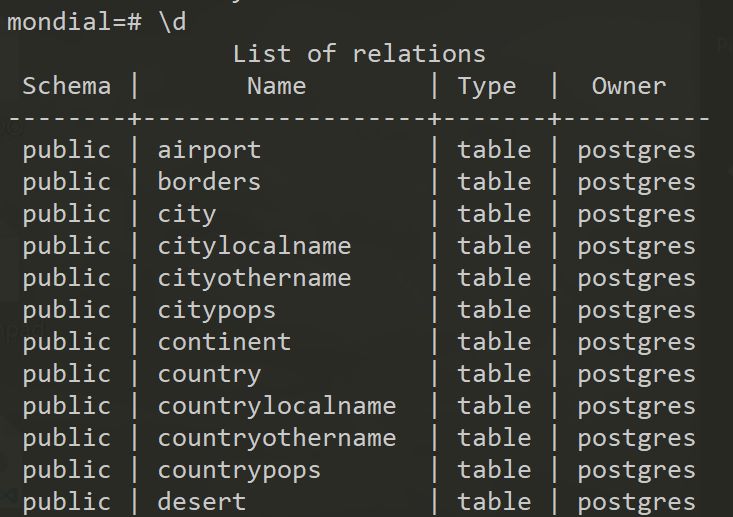 mondial=# \d
List of relations
Schema | Name | Type | Owner
--------+-------------------+-------+----------
public | airport | table | postgres
public | borders | table | postgres
public | city | table | postgres
public | citylocalname | table | postgres
public | cityothername | table | postgres
public | citypops | table | postgres
public | continent | table | postgres
public | country | table | postgres
public | countrylocalname | table | postgres
public | countryothername | table | postgres
public | countrypops | table | postgres
public | desert | table | postgres